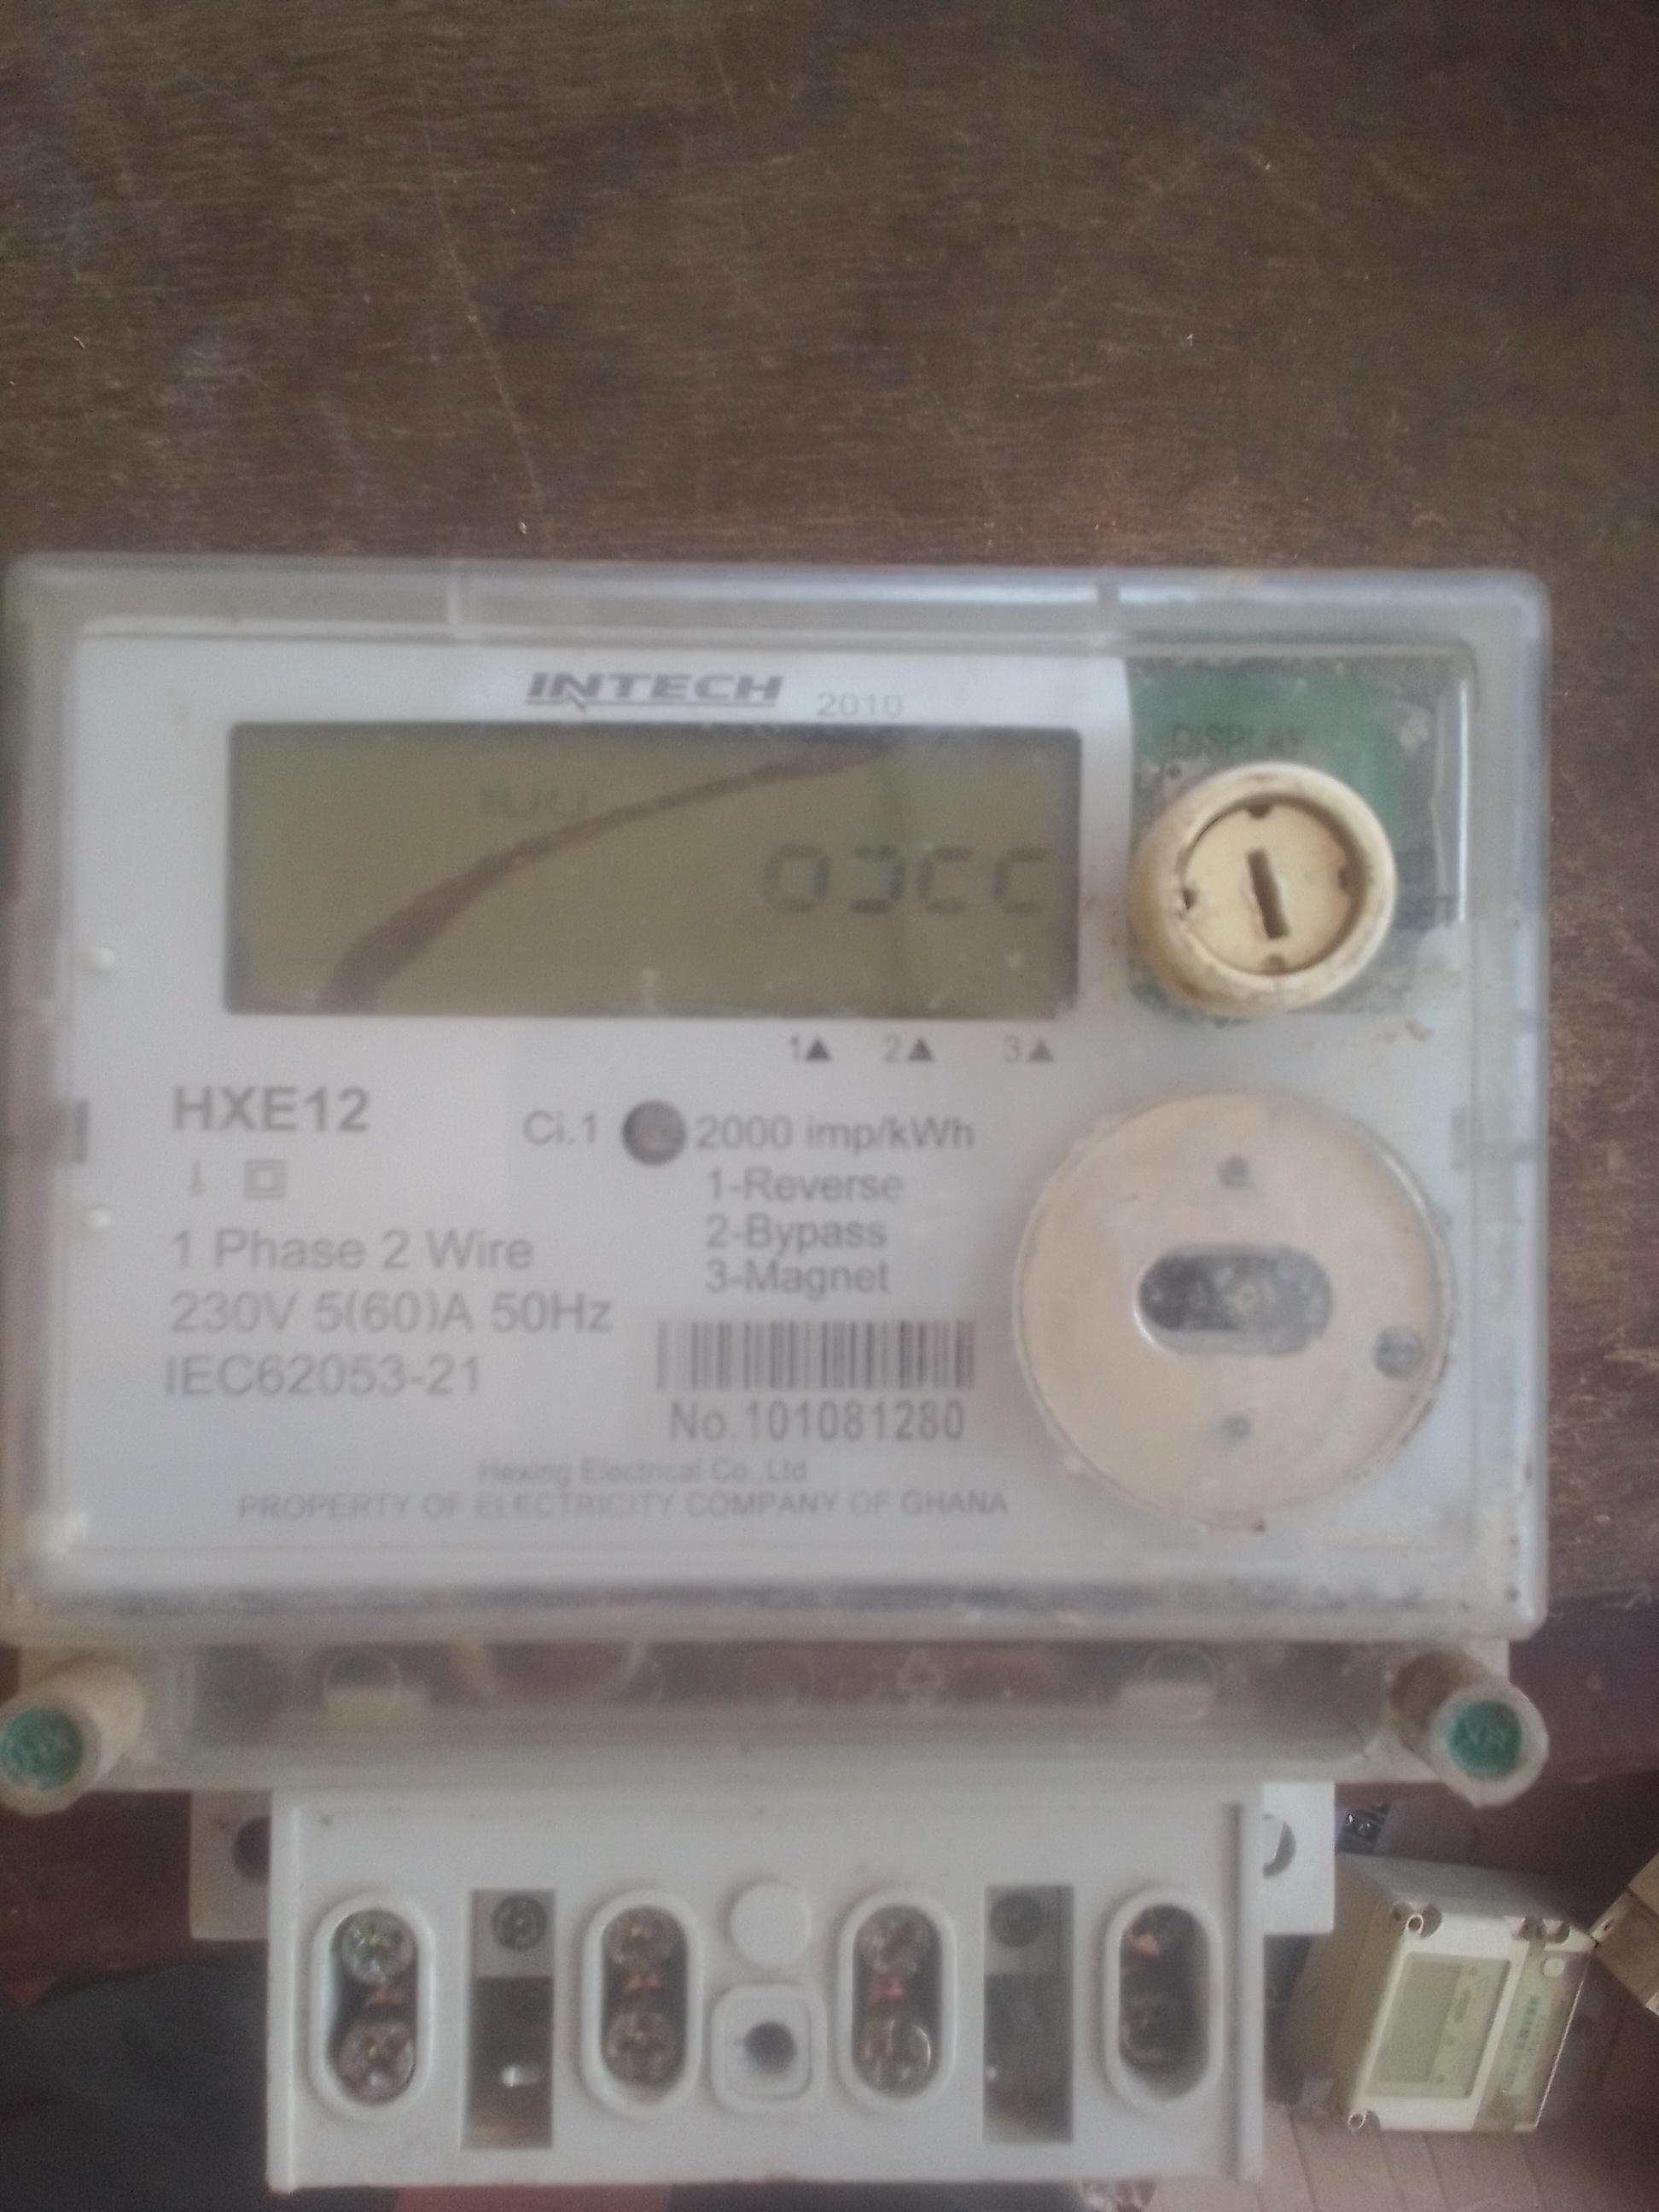 INTECH 2010
DISPLAY
1▲ 2▲ 3▲
HXE12
Ci.1 2000 imp/kWh
1-Reverse
2-Bypass
3-Magnet
1 Phase 2 Wire
230V 5(60)A 50Hz
IEC62053-21
No.101081280
Hexing Electrical Co.,Ltd
PROPERTY OF ELECTRICITY COMPANY OF GHANA